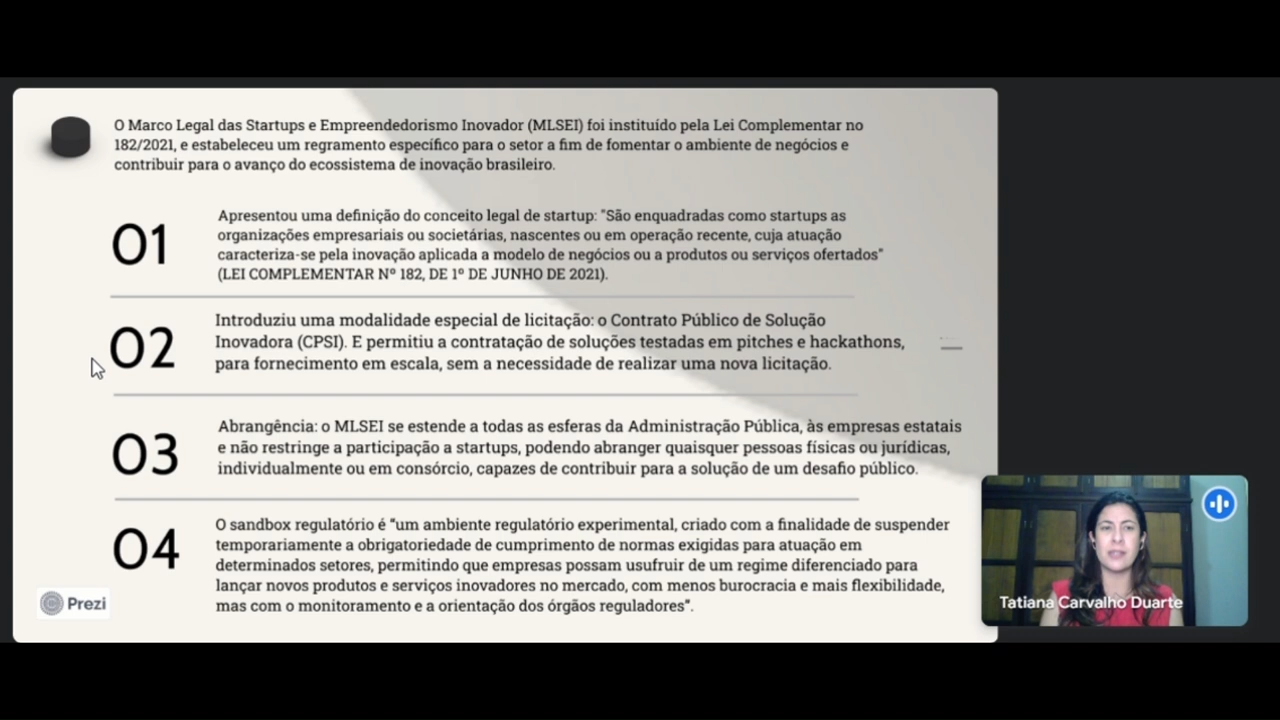 O Marco Legal das Startups e Empreendedorismo Inovador (MLSEI) foi instituído pela Lei Complementar no
182/2021, e estabeleceu um regramento específico para o setor a fim de fomentar o ambiente de negócios e
contribuir para o avanço do ecossistema de inovação brasileiro.
01
Apresentou uma definição do conceito legal de startup: "São enquadradas como startups as
organizações empresariais ou societárias, nascentes ou em operação recente, cuja atuação
caracteriza-se pela inovação aplicada a modelo de negócios ou a produtos ou serviços ofertados"
(LEI COMPLEMENTAR Nº 182, DE 1º DE JUNHO DE 2021).
02
Introduziu uma modalidade especial de licitação: o Contrato Público de Solução
Inovadora (CPSI). E permitiu a contratação de soluções testadas em pitches e hackathons,
para fornecimento em escala, sem a necessidade de realizar uma nova licitação.
03
Abrangência: o MLSEI se estende a todas as esferas da Administração Pública, às empresas estatais
e não restringe a participação a startups, podendo abranger quaisquer pessoas físicas ou jurídicas,
individualmente ou em consórcio, capazes de contribuir para a solução de um desafio público.
04
O sandbox regulatório é “um ambiente regulatório experimental, criado com a finalidade de suspender
temporariamente a obrigatoriedade de cumprimento de normas exigidas para atuação em
determinados setores, permitindo que empresas possam usufruir de um regime diferenciado para
lançar novos produtos e serviços inovadores no mercado, com menos burocracia e mais flexibilidade,
mas com o monitoramento e a orientação dos órgãos reguladores”.
Prezi
Tatiana Carvalho Duarte